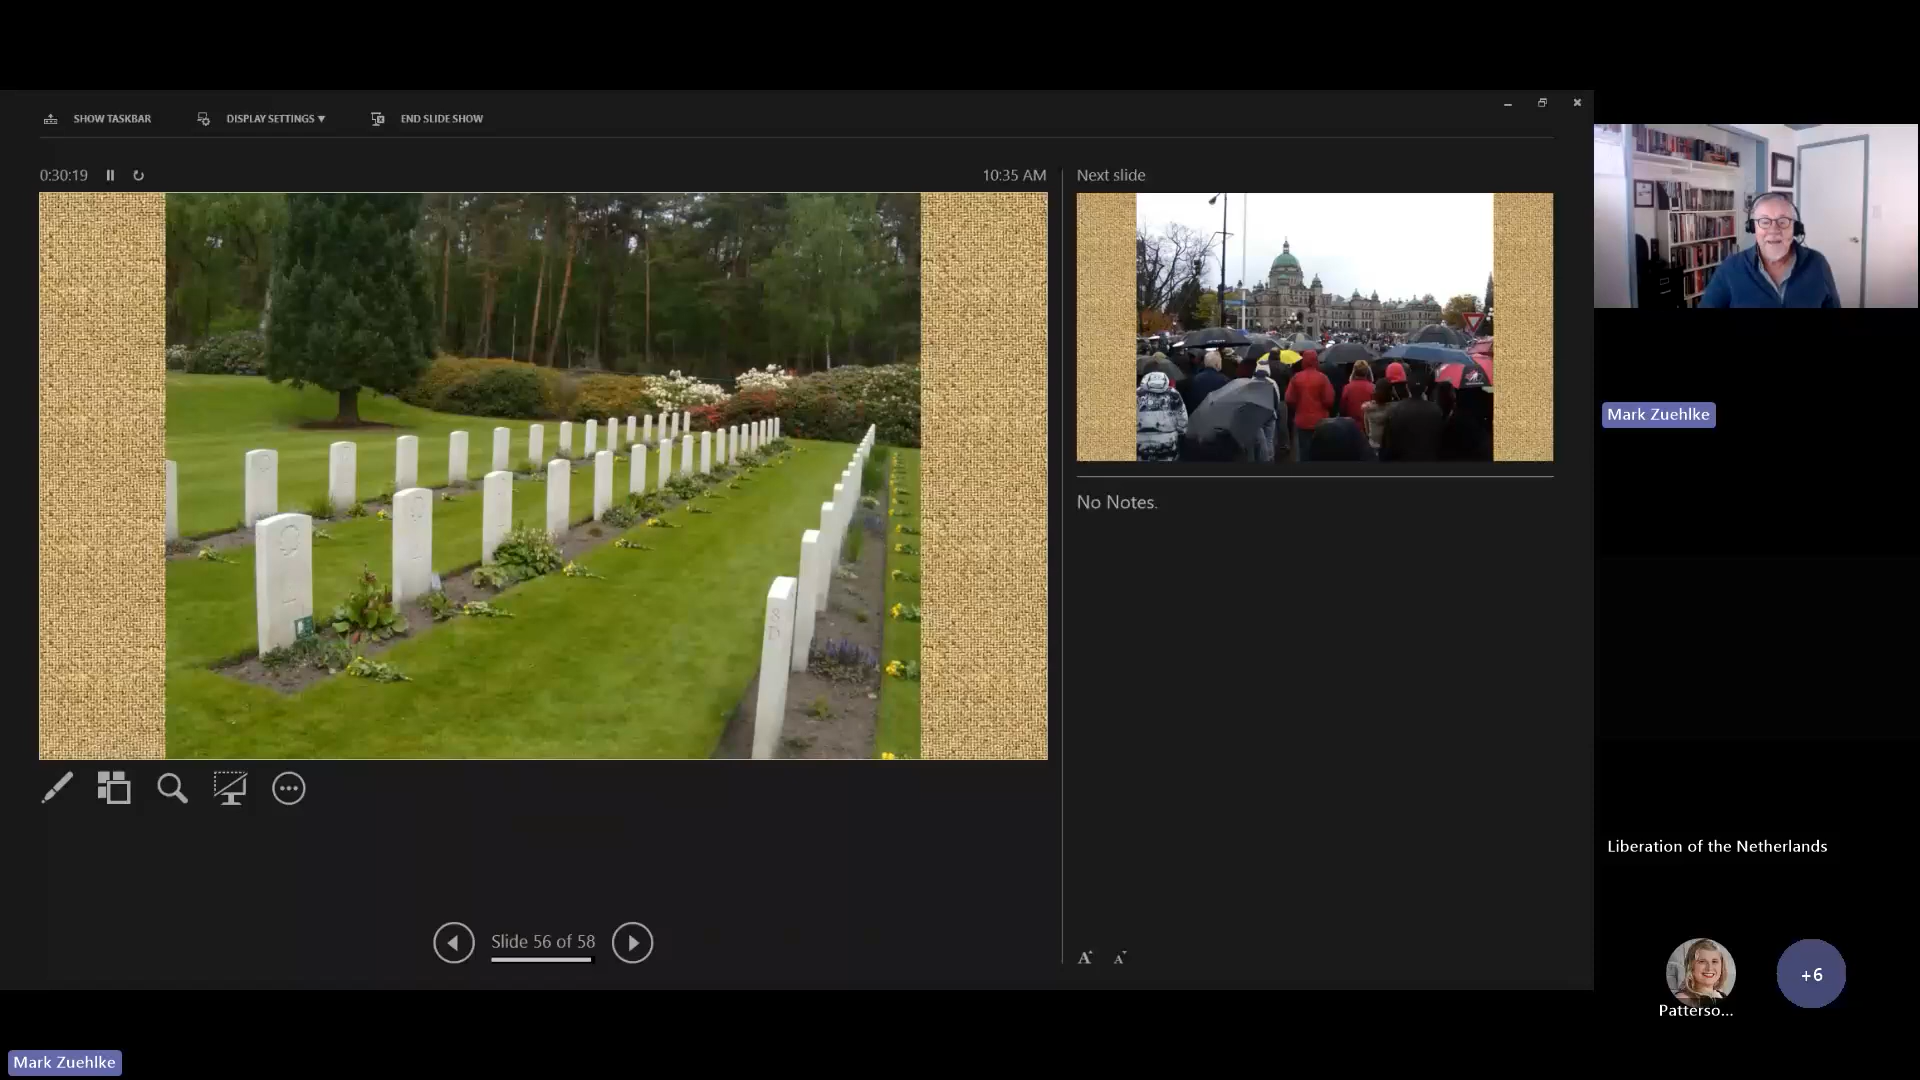 SHOW TASKBAR
DISPLAY SETTINGS ▼
END SLIDE SHOW
0:30:19
10:35 AM
Next slide
No Notes.
Slide 56 of 58
A
A
Mark Zuehlke
Liberation of the Netherlands
Patterso...
+6
Mark Zuehlke